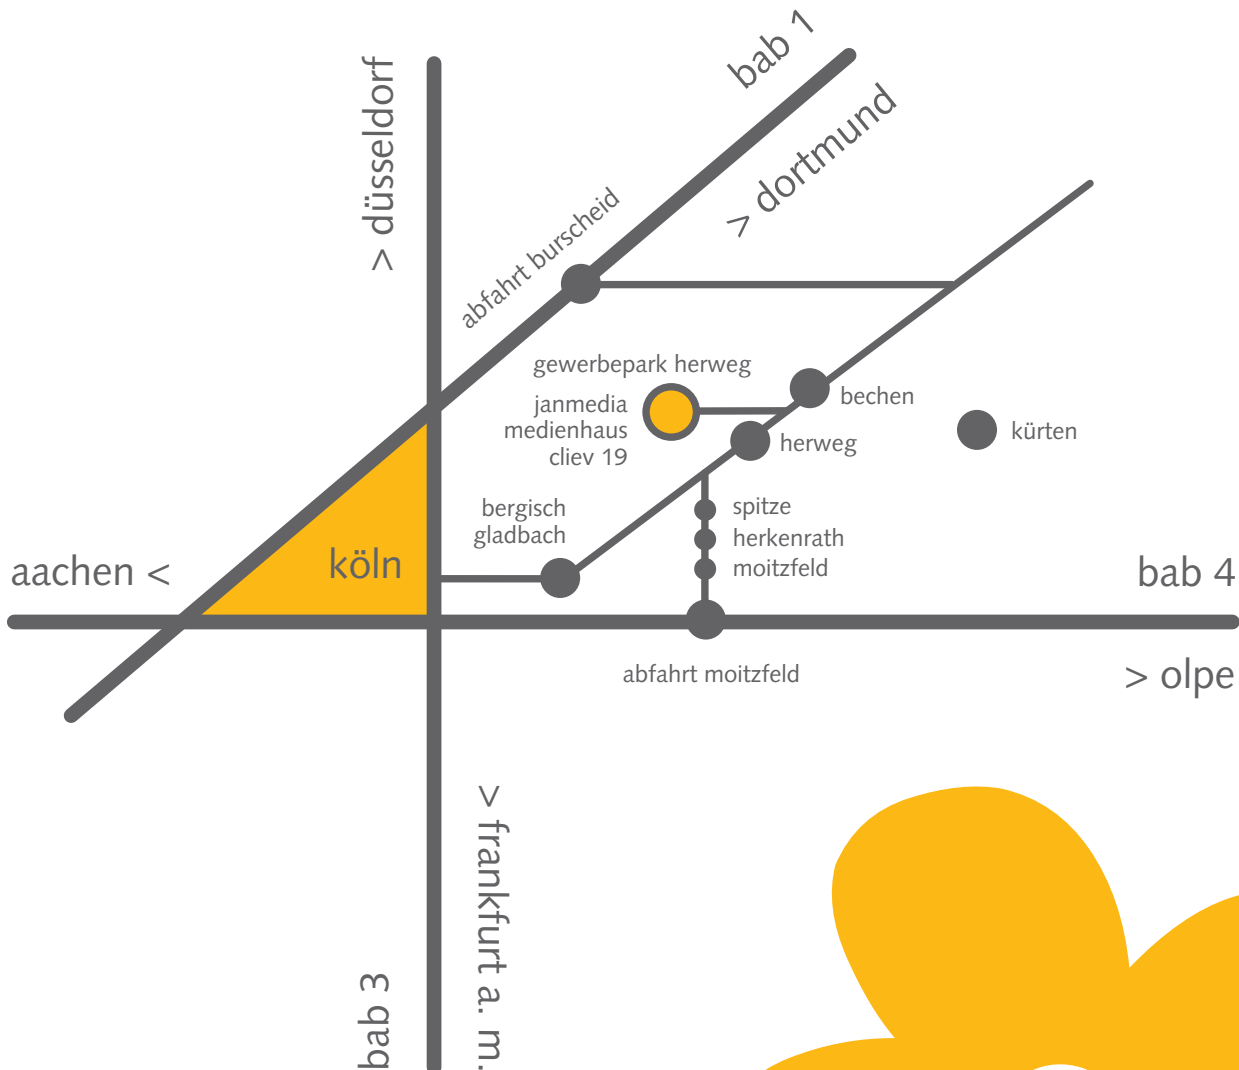 bab 1
> düsseldorf
> dortmund
abfahrt burscheid
gewerbepark herweg
janmedia
medienhaus
cliev 19
bechen
herweg
kürten
bergisch
gladbach
spitze
herkenrath
moitzfeld
köln
aachen <
bab 4
abfahrt moitzfeld
> olpe
> frankfurt a. m.
bab 3